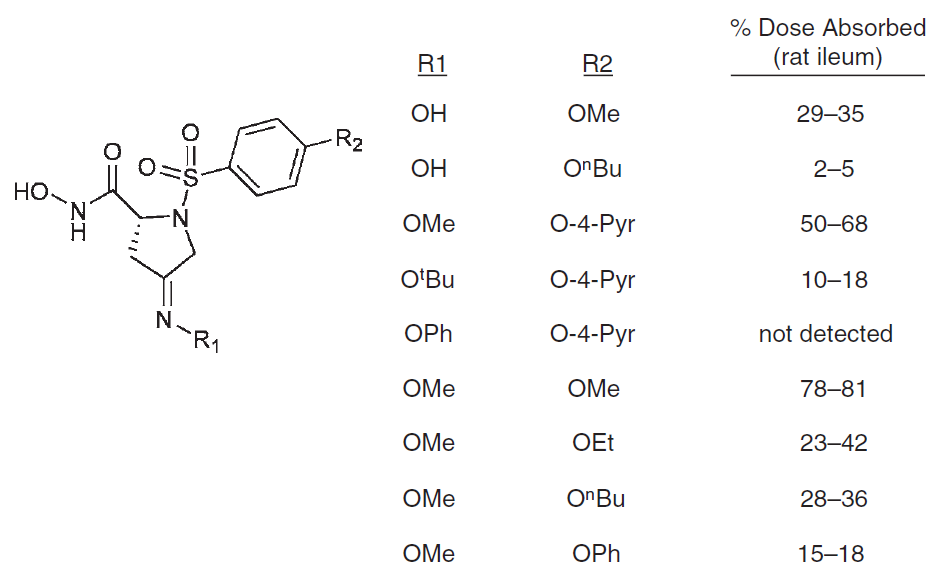 % Dose Absorbed
(rat ileum)
R1 R2
OH OMe 29–35
OH OⁿBu 2–5
OMe O-4-Pyr 50–68
OᵗBu O-4-Pyr 10–18
OPh O-4-Pyr not detected
OMe OMe 78–81
OMe OEt 23–42
OMe OⁿBu 28–36
OMe OPh 15–18
O O R₂
O S
HO N H N
N R₁